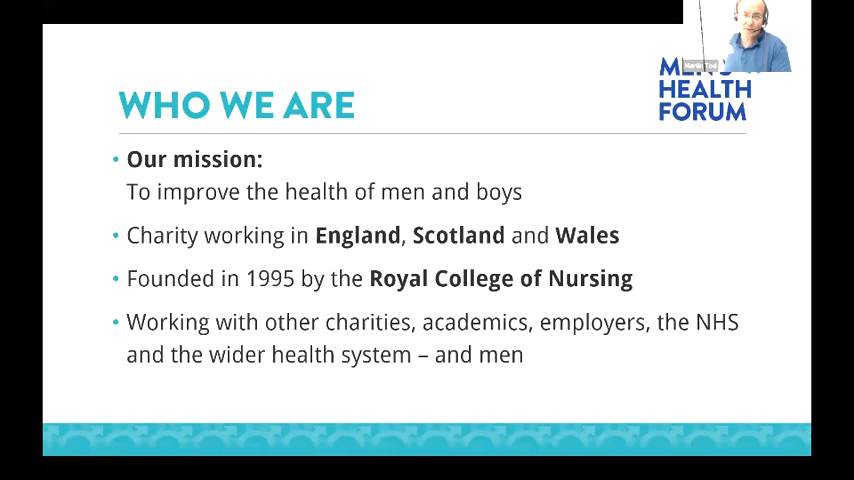 Martin Tod
MEN'S
HEALTH
FORUM
WHO WE ARE
• Our mission:
To improve the health of men and boys
• Charity working in England, Scotland and Wales
• Founded in 1995 by the Royal College of Nursing
• Working with other charities, academics, employers, the NHS
and the wider health system – and men